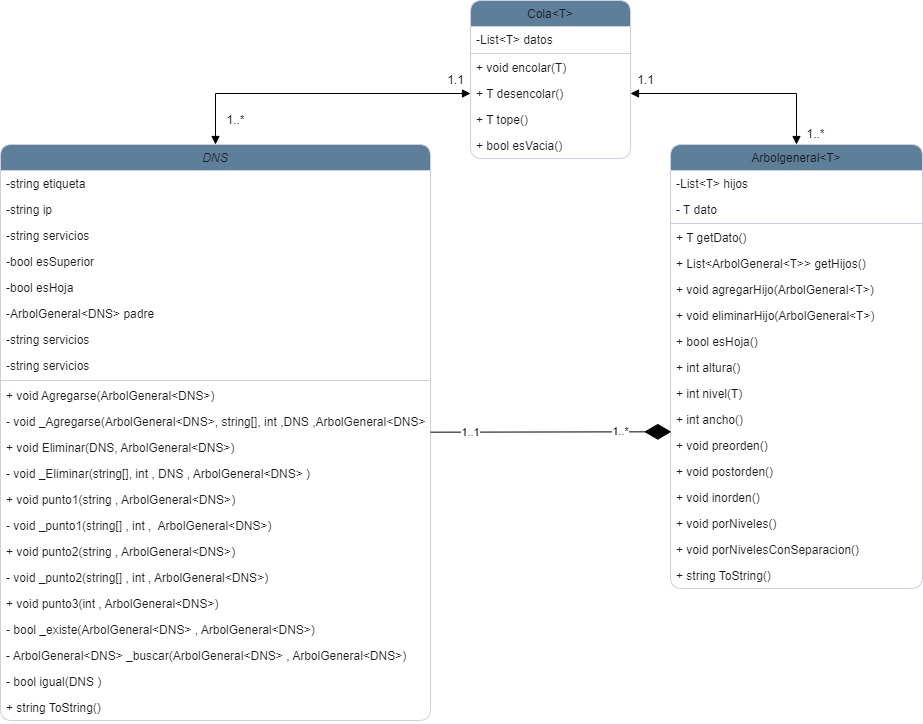 Cola<T>
-List<T> datos
+ void encolar(T)
+ T desencolar()
+ T tope()
+ bool esVacia()
1.1
1.1
1..*
1..*
DNS
-string etiqueta
-string ip
-string servicios
-bool esSuperior
-bool esHoja
-ArbolGeneral<DNS> padre
-string servicios
-string servicios
+ void Agregarse(ArbolGeneral<DNS>)
- void _Agregarse(ArbolGeneral<DNS>, string[], int ,DNS ,ArbolGeneral<DNS>
+ void Eliminar(DNS, ArbolGeneral<DNS>)
- void _Eliminar(string[], int , DNS , ArbolGeneral<DNS> )
+ void punto1(string , ArbolGeneral<DNS>)
- void _punto1(string[] , int ,  ArbolGeneral<DNS>)
+ void punto2(string , ArbolGeneral<DNS>)
- void _punto2(string[] , int , ArbolGeneral<DNS>)
+ void punto3(int , ArbolGeneral<DNS>)
- bool _existe(ArbolGeneral<DNS> , ArbolGeneral<DNS>)
- ArbolGeneral<DNS> _buscar(ArbolGeneral<DNS> , ArbolGeneral<DNS>)
- bool igual(DNS )
+ string ToString()
1..1
1..*
Arbolgeneral<T>
-List<T> hijos
- T dato
+ T getDato()
+ List<ArbolGeneral<T>> getHijos()
+ void agregarHijo(ArbolGeneral<T>)
+ void eliminarHijo(ArbolGeneral<T>)
+ bool esHoja()
+ int altura()
+ int nivel(T)
+ int ancho()
+ void preorden()
+ void postorden()
+ void inorden()
+ void porNiveles()
+ void porNivelesConSeparacion()
+ string ToString()